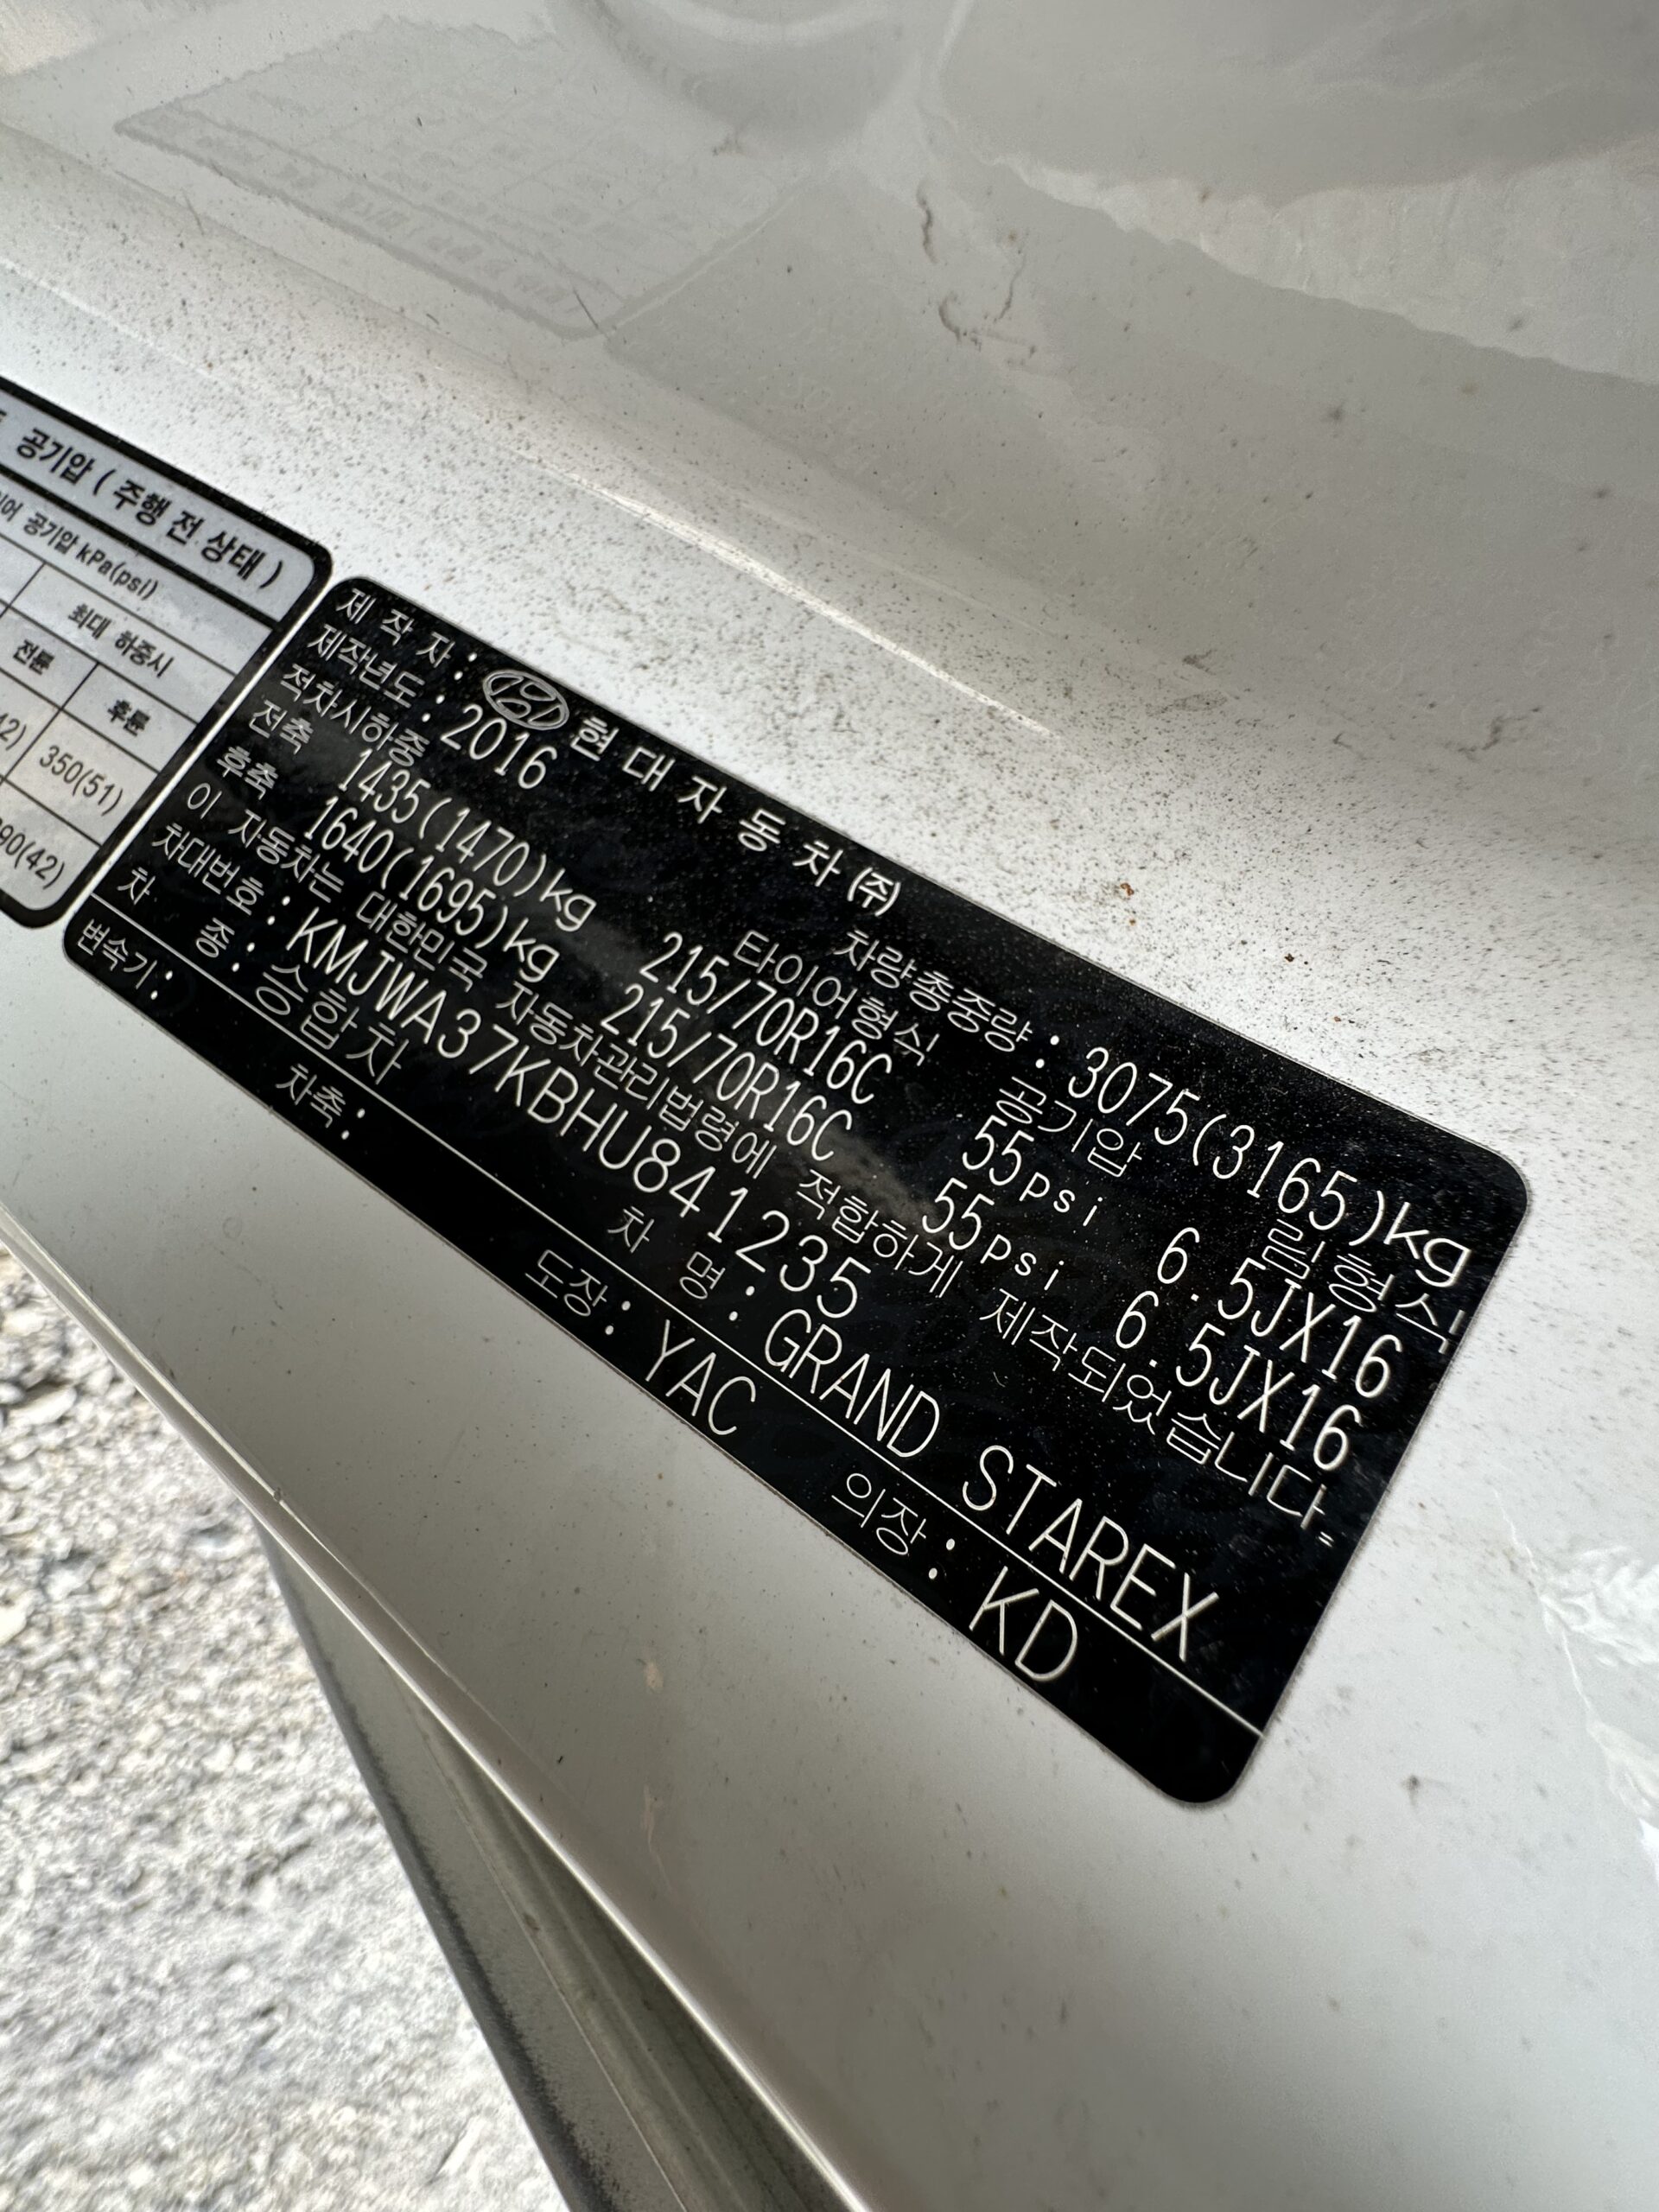 공기압 ( 주행 전 상태 )
공기압 kPa(psi)
최대 하중시
전륜 후륜
350(51)
90(42)
제 작 자 : 현 대 자 동 차 ㈜
제작년도 : 2016 차량총중량 : 3075(3165)kg
적차시하중 타이어형식 공기압 림형식
전축 1435(1470)kg 215/70R16C 55psi 6.5JX16
후축 1640(1695)kg 215/70R16C 55psi 6.5JX16
이 자동차는 대한민국 자동차관리법령에 적합하게 제작되었습니다.
차대번호 : KMJWA37KBHU841235
차 종 : 승합차 차 명 : GRAND STAREX
변속기 : 차축 : 도장 : YAC 의장 : KD